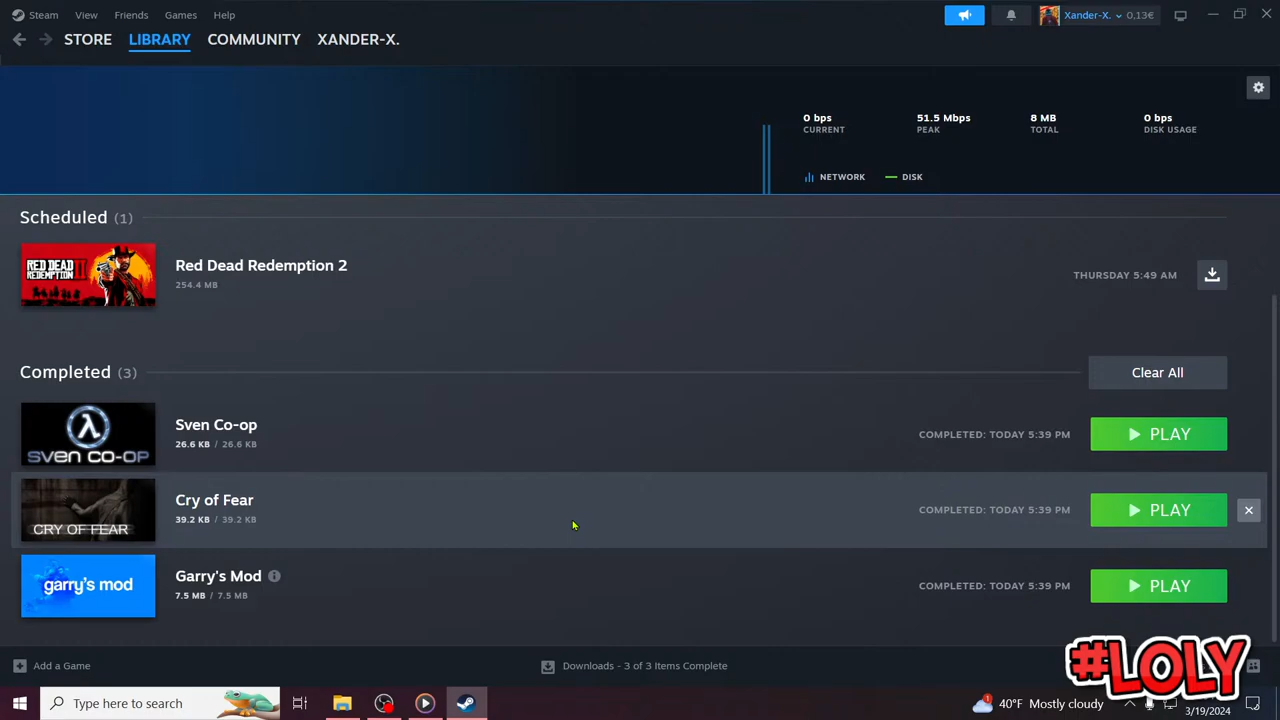 Steam View Friends Games Help Xander-X. 0,13€
STORE LIBRARY COMMUNITY XANDER-X.
0 bps 51.5 Mbps 8 MB 0 bps
CURRENT PEAK TOTAL DISK USAGE
NETWORK DISK
Scheduled (1)
RED DEAD
REDEMPTION II
Red Dead Redemption 2
254.4 MB
THURSDAY 5:49 AM
Completed (3)
Clear All
SVEN CO-OP
Sven Co-op
26.6 KB / 26.6 KB
COMPLETED: TODAY 5:39 PM
PLAY
CRY OF FEAR
Cry of Fear
39.2 KB / 39.2 KB
COMPLETED: TODAY 5:39 PM
PLAY
garry's mod
Garry's Mod
7.5 MB / 7.5 MB
COMPLETED: TODAY 5:39 PM
PLAY
Add a Game
Downloads - 3 of 3 Items Complete
#LOLY
Type here to search
1
40°F Mostly cloudy
3/19/2024